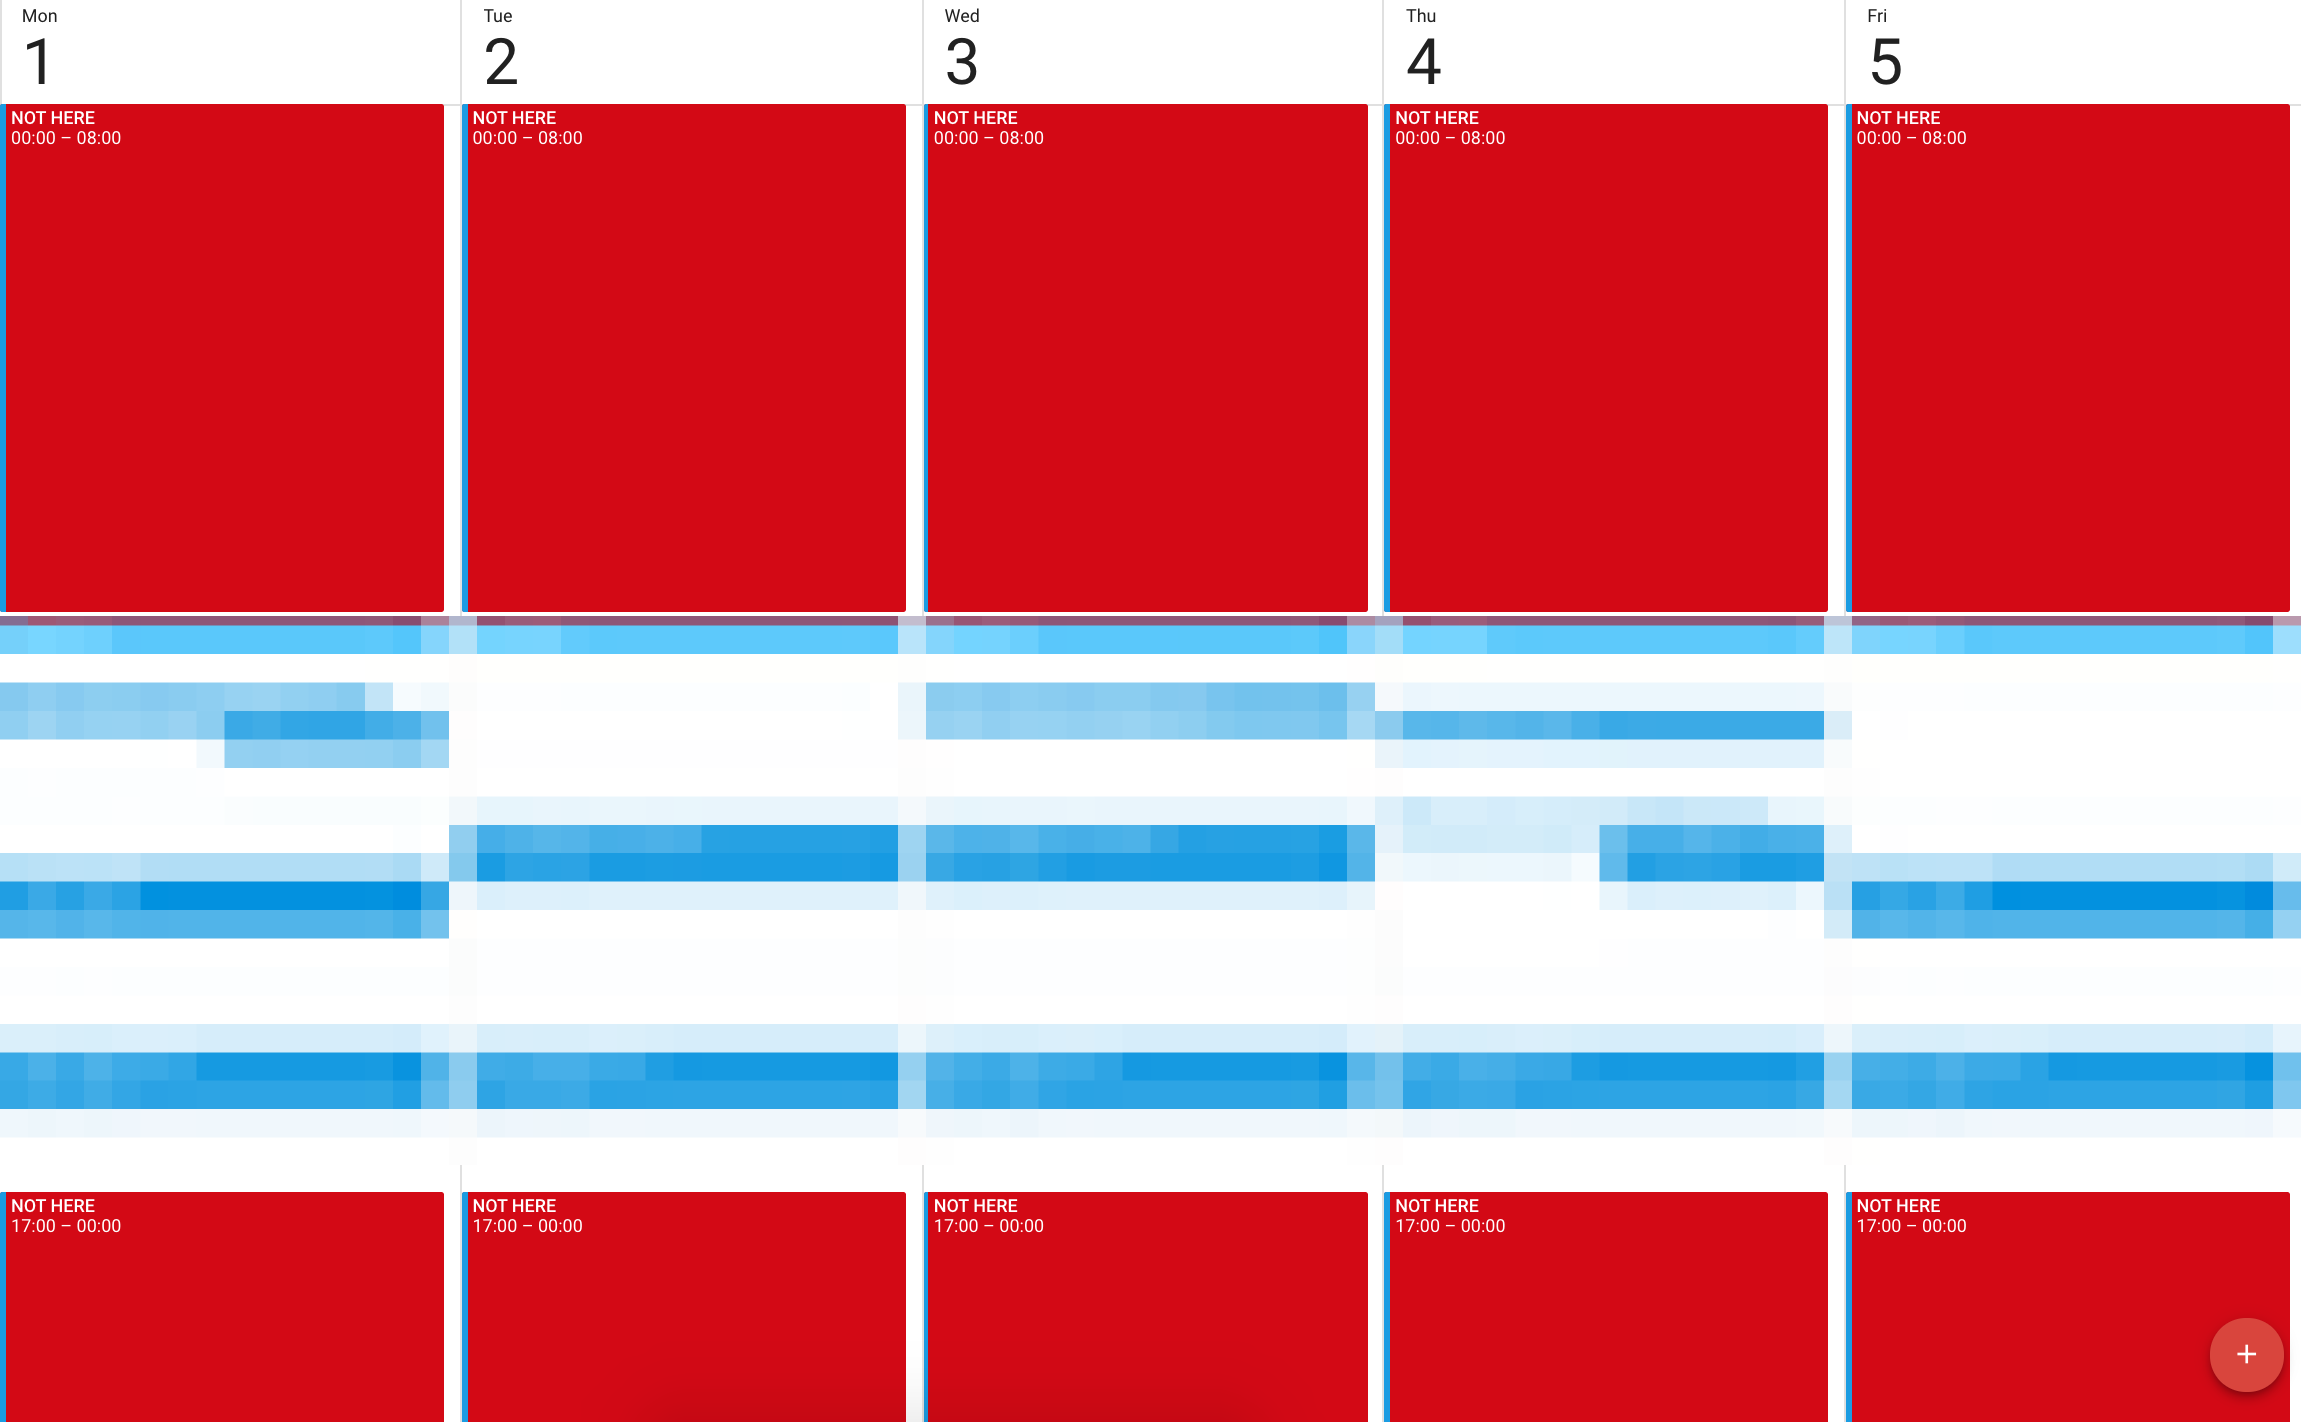 Mon
1
Tue
2
Wed
3
Thu
4
Fri
5
NOT HERE
00:00 – 08:00
NOT HERE
00:00 – 08:00
NOT HERE
00:00 – 08:00
NOT HERE
00:00 – 08:00
NOT HERE
00:00 – 08:00
NOT HERE
17:00 – 00:00
NOT HERE
17:00 – 00:00
NOT HERE
17:00 – 00:00
NOT HERE
17:00 – 00:00
NOT HERE
17:00 – 00:00
+